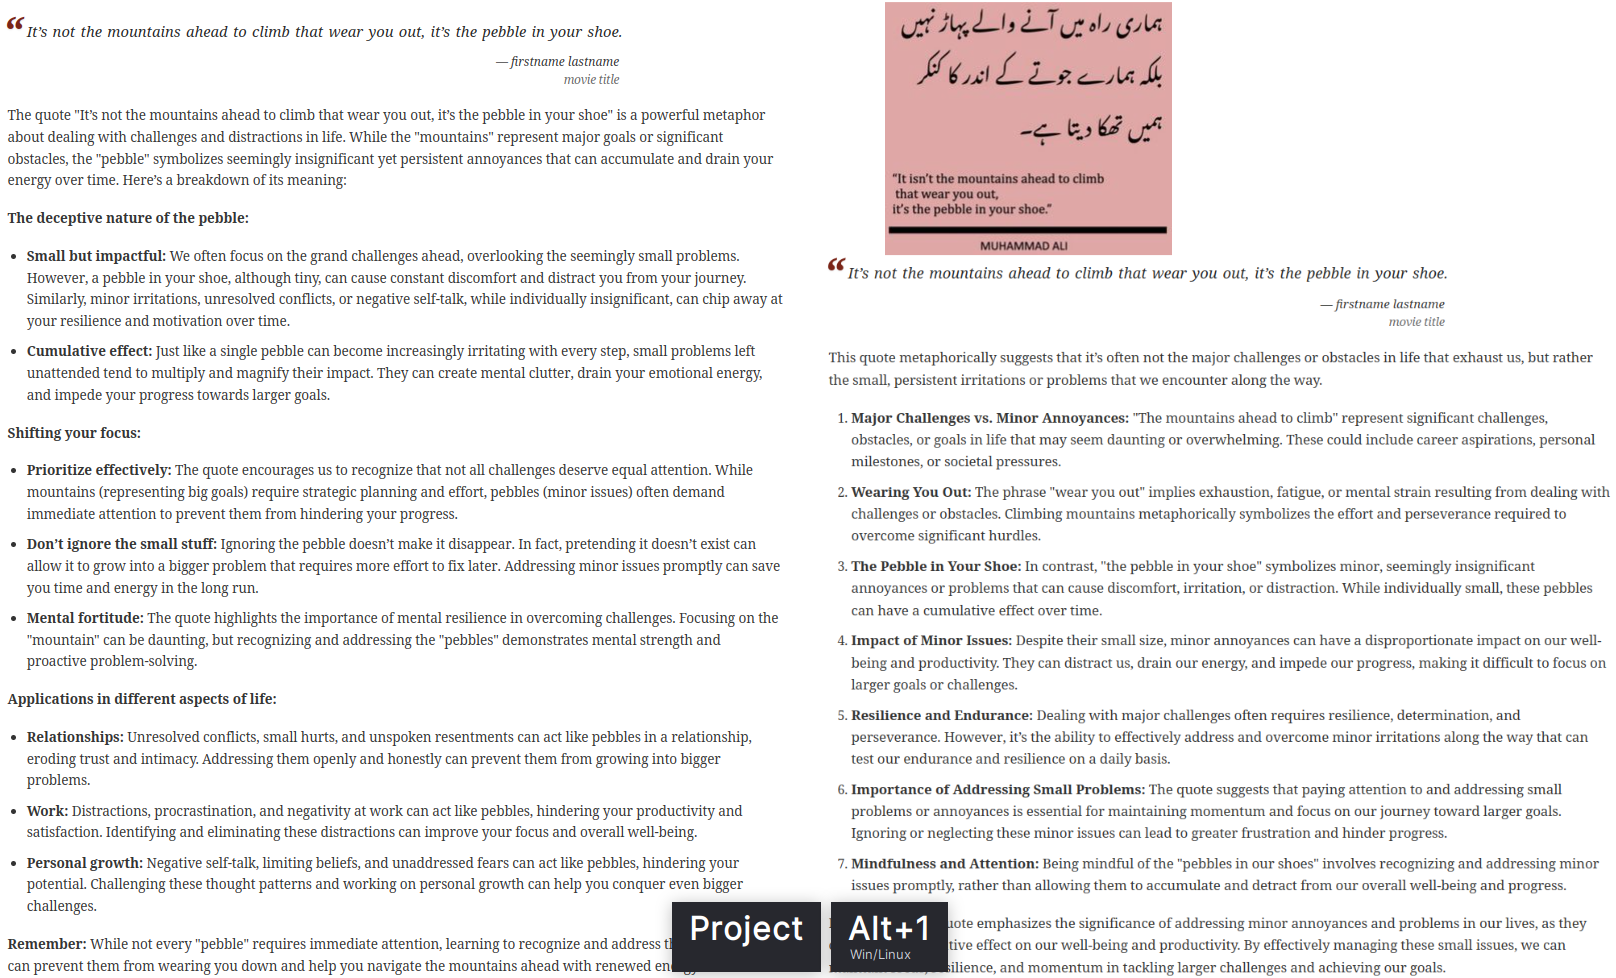 “ It’s not the mountains ahead to climb that wear you out, it’s the pebble in your shoe.
— firstname lastname
movie title
The quote "It’s not the mountains ahead to climb that wear you out, it’s the pebble in your shoe" is a powerful metaphor
about dealing with challenges and distractions in life. While the "mountains" represent major goals or significant
obstacles, the "pebble" symbolizes seemingly insignificant yet persistent annoyances that can accumulate and drain your
energy over time. Here’s a breakdown of its meaning:
The deceptive nature of the pebble:
• Small but impactful: We often focus on the grand challenges ahead, overlooking the seemingly small problems.
However, a pebble in your shoe, although tiny, can cause constant discomfort and distract you from your journey.
Similarly, minor irritations, unresolved conflicts, or negative self-talk, while individually insignificant, can chip away at
your resilience and motivation over time.
• Cumulative effect: Just like a single pebble can become increasingly irritating with every step, small problems left
unattended tend to multiply and magnify their impact. They can create mental clutter, drain your emotional energy,
and impede your progress towards larger goals.
Shifting your focus:
• Prioritize effectively: The quote encourages us to recognize that not all challenges deserve equal attention. While
mountains (representing big goals) require strategic planning and effort, pebbles (minor issues) often demand
immediate attention to prevent them from hindering your progress.
• Don’t ignore the small stuff: Ignoring the pebble doesn’t make it disappear. In fact, pretending it doesn’t exist can
allow it to grow into a bigger problem that requires more effort to fix later. Addressing minor issues promptly can save
you time and energy in the long run.
• Mental fortitude: The quote highlights the importance of mental resilience in overcoming challenges. Focusing on the
"mountain" can be daunting, but recognizing and addressing the "pebbles" demonstrates mental strength and
proactive problem-solving.
Applications in different aspects of life:
• Relationships: Unresolved conflicts, small hurts, and unspoken resentments can act like pebbles in a relationship,
eroding trust and intimacy. Addressing them openly and honestly can prevent them from growing into bigger
problems.
• Work: Distractions, procrastination, and negativity at work can act like pebbles, hindering your productivity and
satisfaction. Identifying and eliminating these distractions can improve your focus and overall well-being.
• Personal growth: Negative self-talk, limiting beliefs, and unaddressed fears can act like pebbles, hindering your
potential. Challenging these thought patterns and working on personal growth can help you conquer even bigger
challenges.
Remember: While not every "pebble" requires immediate attention, learning to recognize and address
can prevent them from wearing you down and help you navigate the mountains ahead with renewed
ہماری راہ میں آنے والے پہاڑ نہیں
بلکہ ہمارے جوتے کے اندر کا کنکر
ہمیں تھکا دیتا ہے۔
“It isn’t the mountains ahead to climb
that wear you out,
it’s the pebble in your shoe.”
MUHAMMAD ALI
“ It’s not the mountains ahead to climb that wear you out, it’s the pebble in your shoe.
— firstname lastname
movie title
This quote metaphorically suggests that it’s often not the major challenges or obstacles in life that exhaust us, but rather
the small, persistent irritations or problems that we encounter along the way.
1. Major Challenges vs. Minor Annoyances: "The mountains ahead to climb" represent significant challenges,
obstacles, or goals in life that may seem daunting or overwhelming. These could include career aspirations, personal
milestones, or societal pressures.
2. Wearing You Out: The phrase "wear you out" implies exhaustion, fatigue, or mental strain resulting from dealing with
challenges or obstacles. Climbing mountains metaphorically symbolizes the effort and perseverance required to
overcome significant hurdles.
3. The Pebble in Your Shoe: In contrast, "the pebble in your shoe" symbolizes minor, seemingly insignificant
annoyances or problems that can cause discomfort, irritation, or distraction. While individually small, these pebbles
can have a cumulative effect over time.
4. Impact of Minor Issues: Despite their small size, minor annoyances can have a disproportionate impact on our well-
being and productivity. They can distract us, drain our energy, and impede our progress, making it difficult to focus on
larger goals or challenges.
5. Resilience and Endurance: Dealing with major challenges often requires resilience, determination, and
perseverance. However, it’s the ability to effectively address and overcome minor irritations along the way that can
test our endurance and resilience on a daily basis.
6. Importance of Addressing Small Problems: The quote suggests that paying attention to and addressing small
problems or annoyances is essential for maintaining momentum and focus on our journey toward larger goals.
Ignoring or neglecting these minor issues can lead to greater frustration and hinder progress.
7. Mindfulness and Attention: Being mindful of the "pebbles in our shoes" involves recognizing and addressing minor
issues promptly, rather than allowing them to accumulate and detract from our overall well-being and progress.
emphasizes the significance of addressing minor annoyances and problems in our lives, as they
effect on our well-being and productivity. By effectively managing these small issues, we can
and momentum in tackling larger challenges and achieving our goals.
Project
Alt+1
Win/Linux